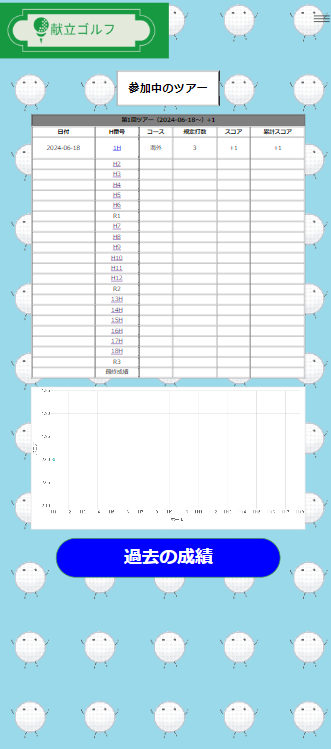 献立ゴルフ
参加中のツアー
第1回ツアー（2024-06-18～）+1
日付 H番号 コース 規定打数 スコア 累計スコア
2024-06-18 1H 海外 3 +1 +1
H2
H3
H4
H5
H6
R1
H7
H8
H9
H10
H11
H12
R2
13H
14H
15H
16H
17H
18H
R3
最終成績
過去の成績